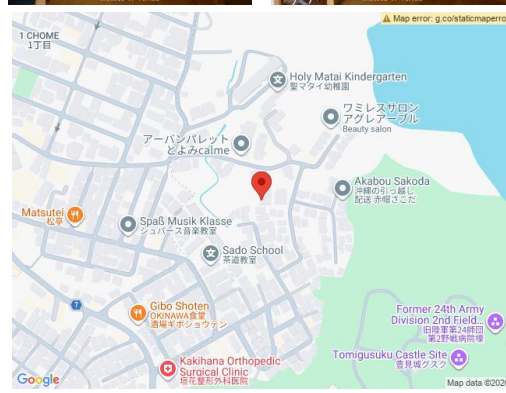 Map error: g.co/staticmaperro
1 CHOME
1丁目
Holy Matai Kindergarten
聖マタイ幼稚園
ワミレスサロン
アグレアーブル
Beauty salon
アーバンパレット
とよみcalme
Akabou Sakoda
沖縄の引っ越し
配送 赤帽さこだ
Matsutei
松亭
Spaß Musik Klasse
シュパース音楽教室
Sado School
茶道教室
7
Gibo Shoten
OKINAWA食堂
酒場ギボショウテン
Former 24th Army
Division 2nd Field...
旧陸軍第24師団
第2野戦病院壕
Tomigusuku Castle Site
豊見城グスク
Kakihana Orthopedic
Surgical Clinic
垣花整形外科医院
Google
Map data ©2026